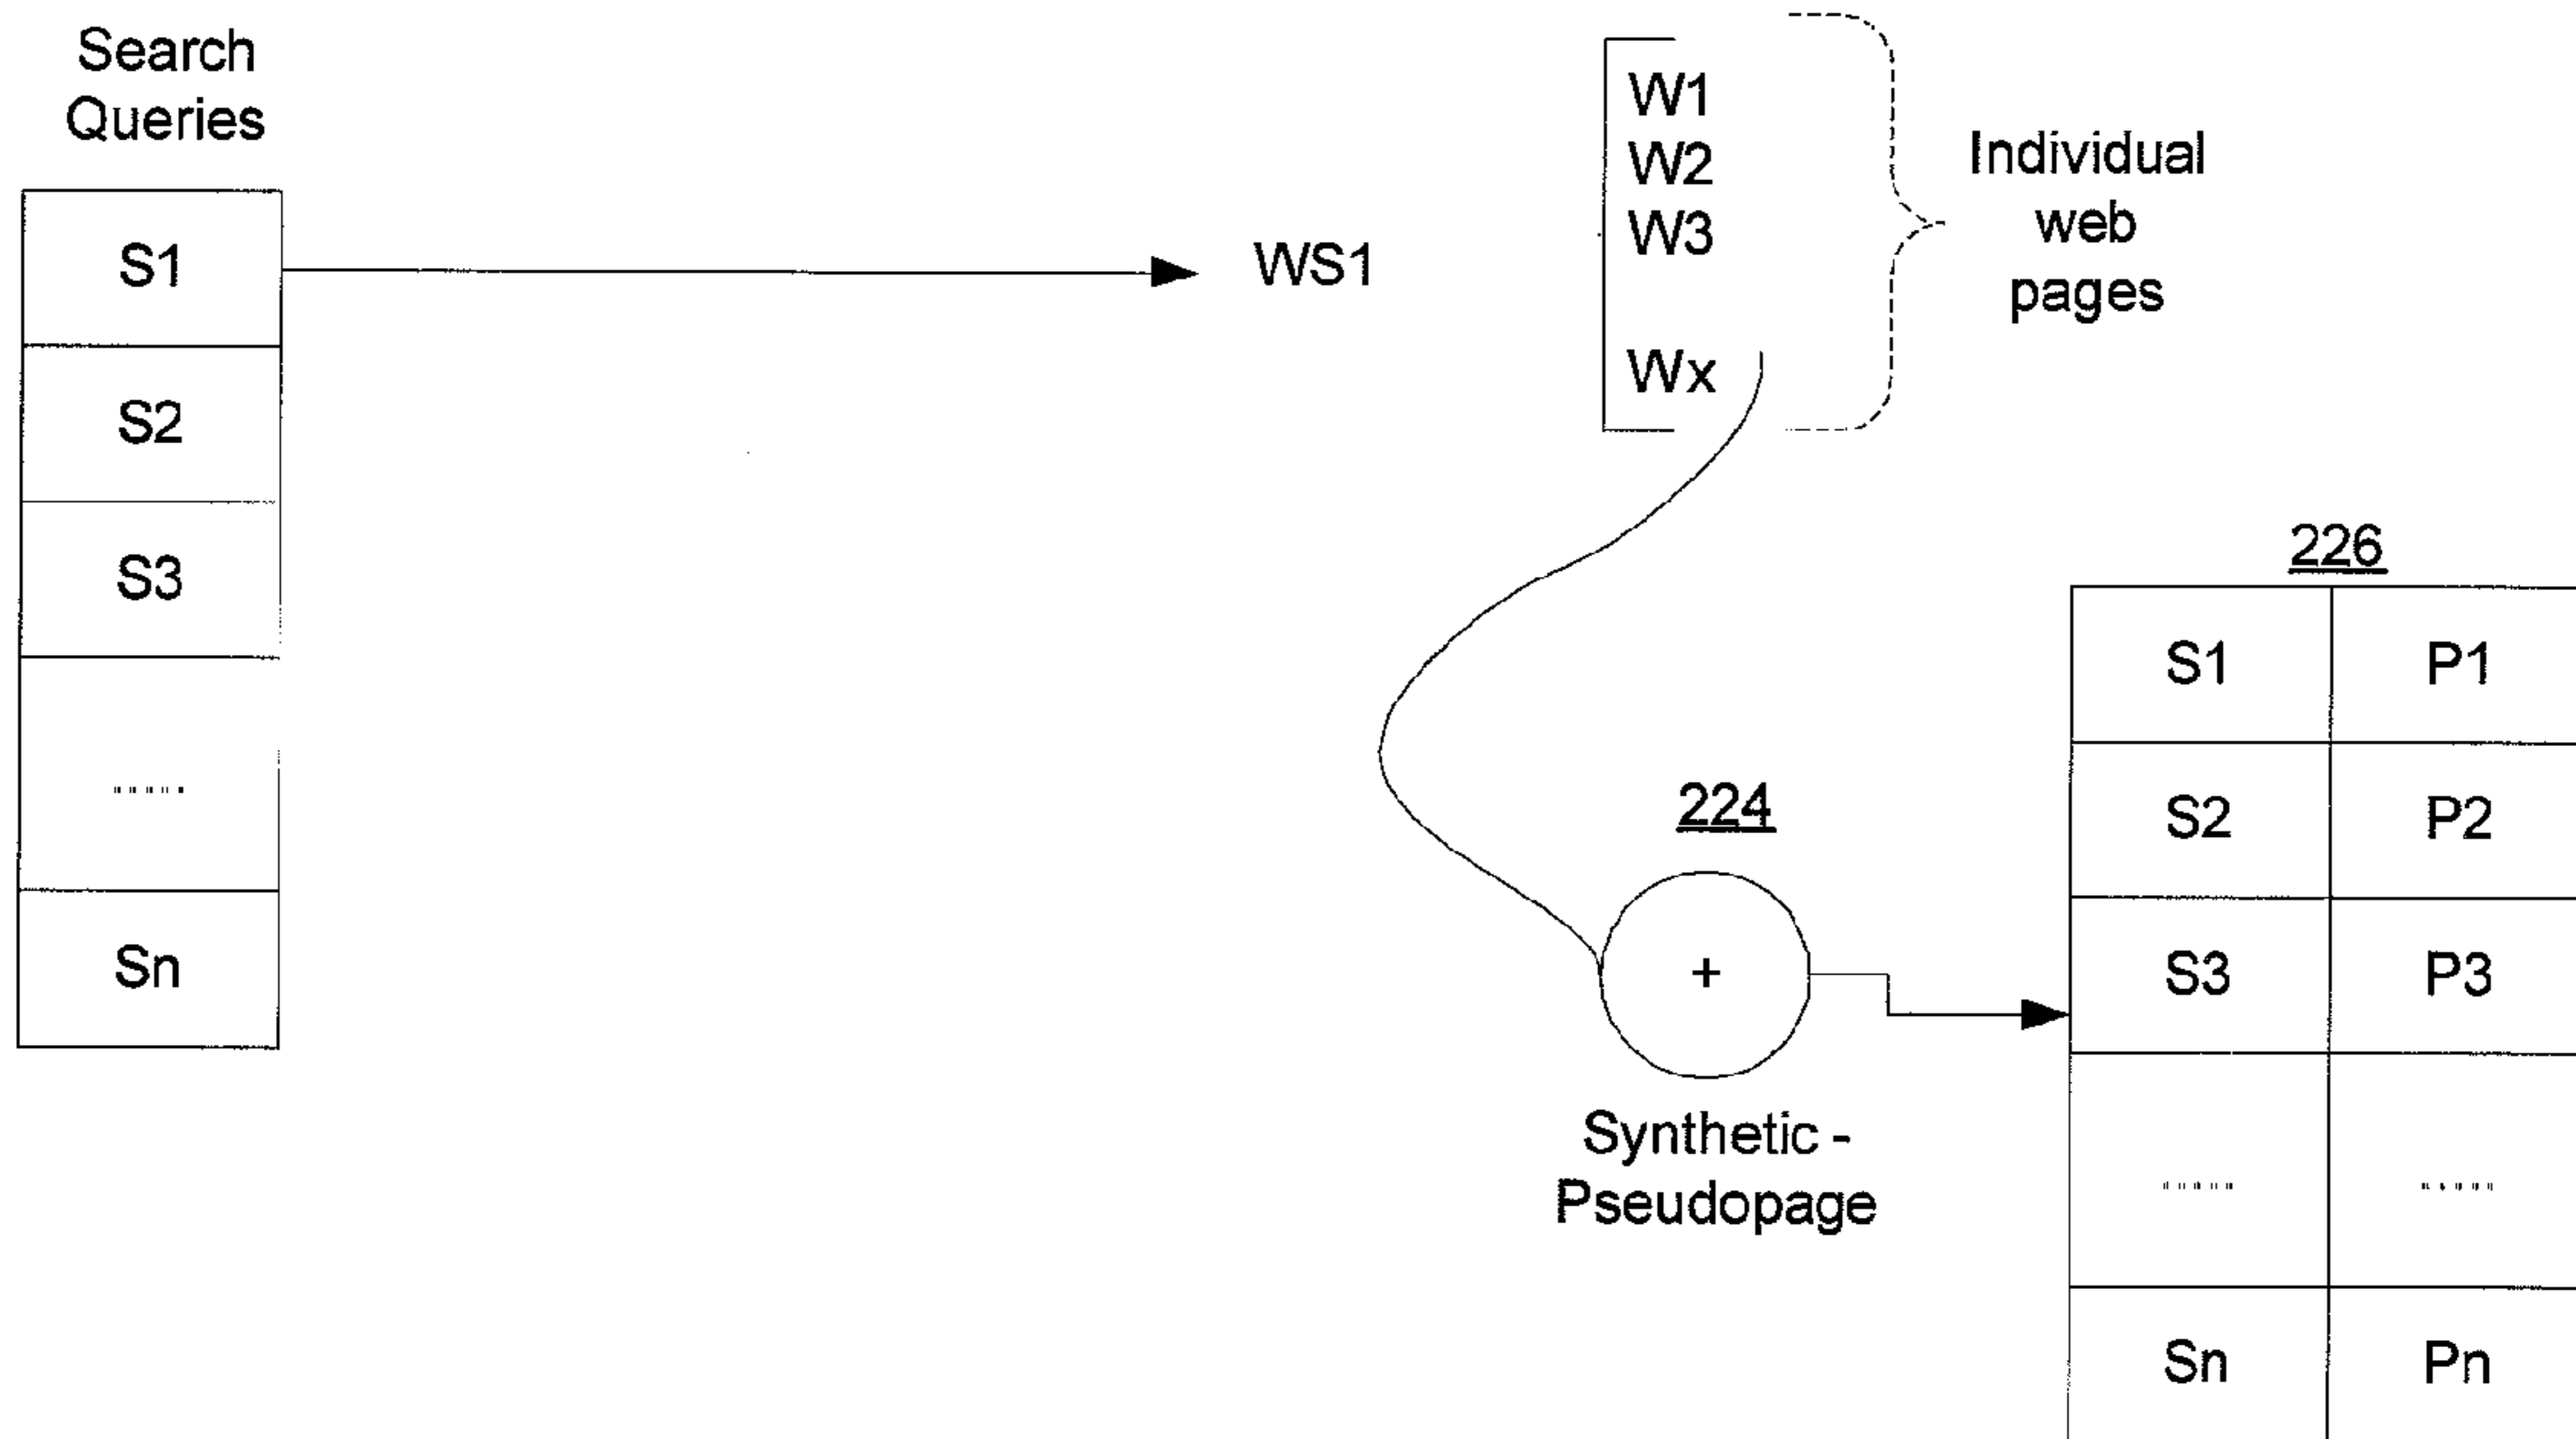 Search
Queries
S1
S2
S3
.....
Sn
WS1
W1
W2
W3
Wx
Individual
web
pages
224
+
Synthetic -
Pseudopage
226
S1 P1
S2 P2
S3 P3
..... .....
Sn Pn